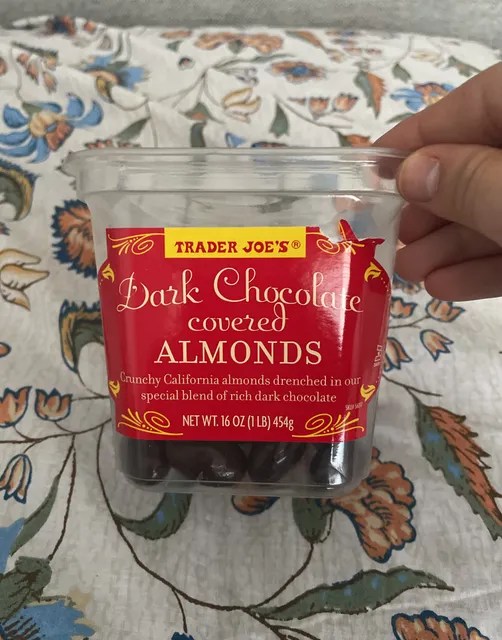 TRADER JOE'S®
Dark Chocolate
covered
ALMONDS
Crunchy California almonds drenched in our
special blend of rich dark chocolate
NET WT. 16 OZ (1 LB) 454g